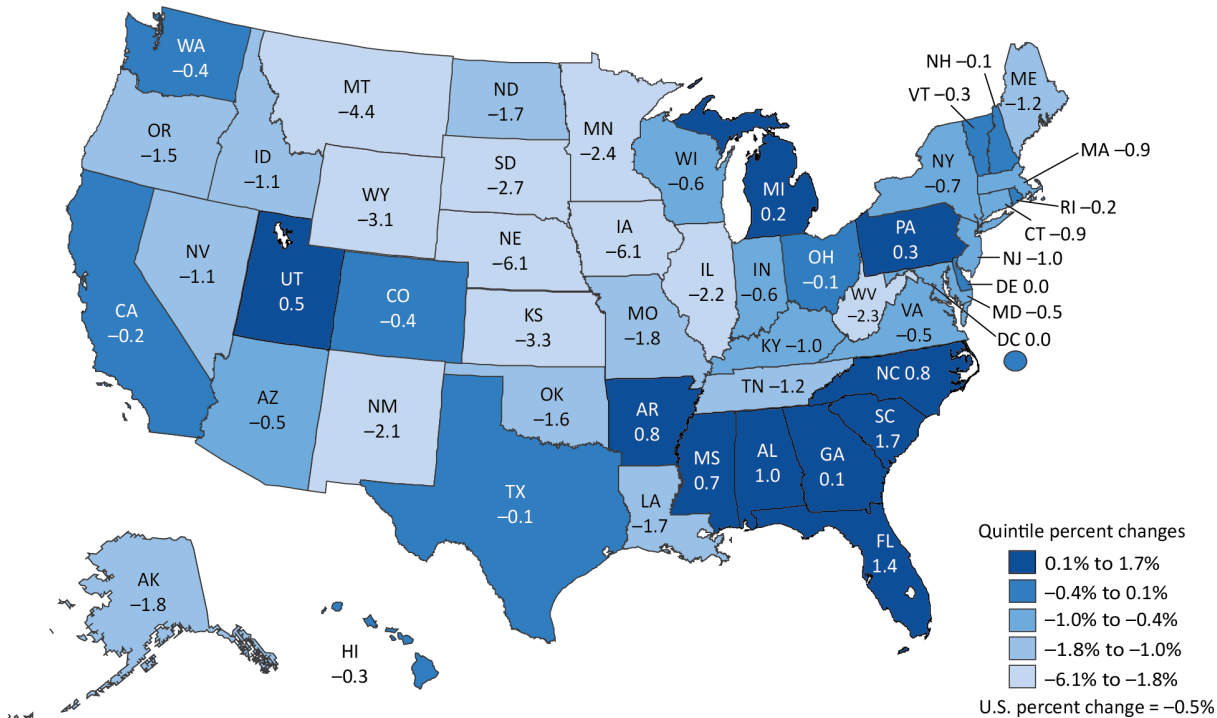 WA
−0.4
MT
−4.4
ND
−1.7
MN
−2.4
NH −0.1
VT −0.3
ME
−1.2
OR
−1.5
ID
−1.1
SD
−2.7
WI
−0.6
NY
−0.7
MA −0.9
WY
−3.1
MI
0.2
RI −0.2
CT −0.9
NV
−1.1
UT
0.5
NE
−6.1
IA
−6.1
IL
−2.2
IN
−0.6
OH
−0.1
PA
0.3
NJ −1.0
DE 0.0
MD −0.5
DC 0.0
CA
−0.2
CO
−0.4
KS
−3.3
MO
−1.8
WV
−2.3
VA
−0.5
KY −1.0
AZ
−0.5
NM
−2.1
OK
−1.6
AR
0.8
TN −1.2
NC 0.8
SC
1.7
MS
0.7
AL
1.0
GA
0.1
TX
−0.1
LA
−1.7
FL
1.4
AK
−1.8
HI
−0.3
Quintile percent changes
0.1% to 1.7%
−0.4% to 0.1%
−1.0% to −0.4%
−1.8% to −1.0%
−6.1% to −1.8%
U.S. percent change = −0.5%